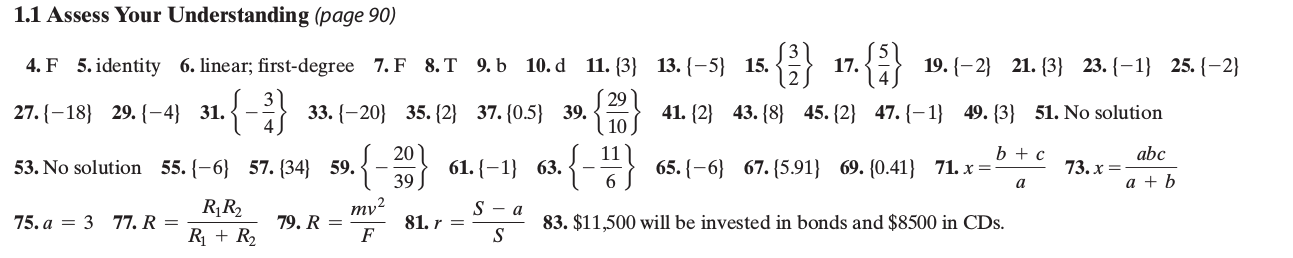 1.1 Assess Your Understanding (page 90)
4. F 5. identity 6. linear; first-degree 7. F 8. T 9. b 10. d 11. {3} 13. {−5} 15. {3/2} 17. {5/4} 19. {−2} 21. {3} 23. {−1} 25. {−2}
27. {−18} 29. {−4} 31. {−3/4} 33. {−20} 35. {2} 37. {0.5} 39. {29/10} 41. {2} 43. {8} 45. {2} 47. {−1} 49. {3} 51. No solution
53. No solution 55. {−6} 57. {34} 59. {−20/39} 61. {−1} 63. {−11/6} 65. {−6} 67. {5.91} 69. {0.41} 71. x = (b + c)/a 73. x = abc/(a + b)
75. a = 3 77. R = R₁R₂/(R₁ + R₂) 79. R = mv²/F 81. r = (S − a)/S 83. $11,500 will be invested in bonds and $8500 in CDs.